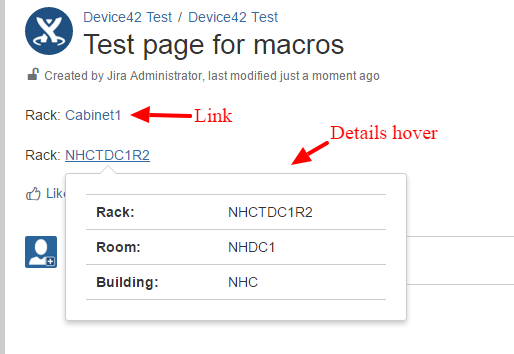 Device42 Test / Device42 Test
Test page for macros
Created by Jira Administrator, last modified just a moment ago
Rack: Cabinet1
Link
Details hover
Rack: NHCTDC1R2
Like
Rack: NHCTDC1R2
Room: NHDC1
Building: NHC